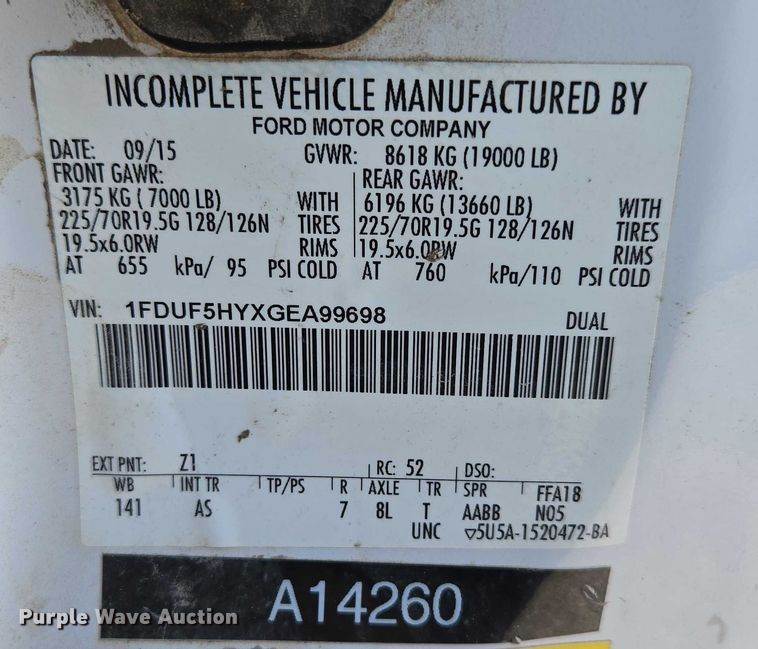 INCOMPLETE VEHICLE MANUFACTURED BY
FORD MOTOR COMPANY
DATE: 09/15 GVWR: 8618 KG (19000 LB)
FRONT GAWR: REAR GAWR:
3175 KG ( 7000 LB) WITH 6196 KG (13660 LB) WITH
225/70R19.5G 128/126N TIRES 225/70R19.5G 128/126N TIRES
19.5x6.0RW RIMS 19.5x6.0RW RIMS
AT 655 kPa/ 95 PSI COLD AT 760 kPa/110 PSI COLD
VIN: 1FDUF5HYXGEA99698 DUAL
EXT PNT: Z1 RC: 52 DSO:
WB INT TR TP/PS R AXLE TR SPR FFA18
141 AS 7 8L T AABB N05
UNC ▽5U5A-1520472-BA
A14260
Purple Wave Auction